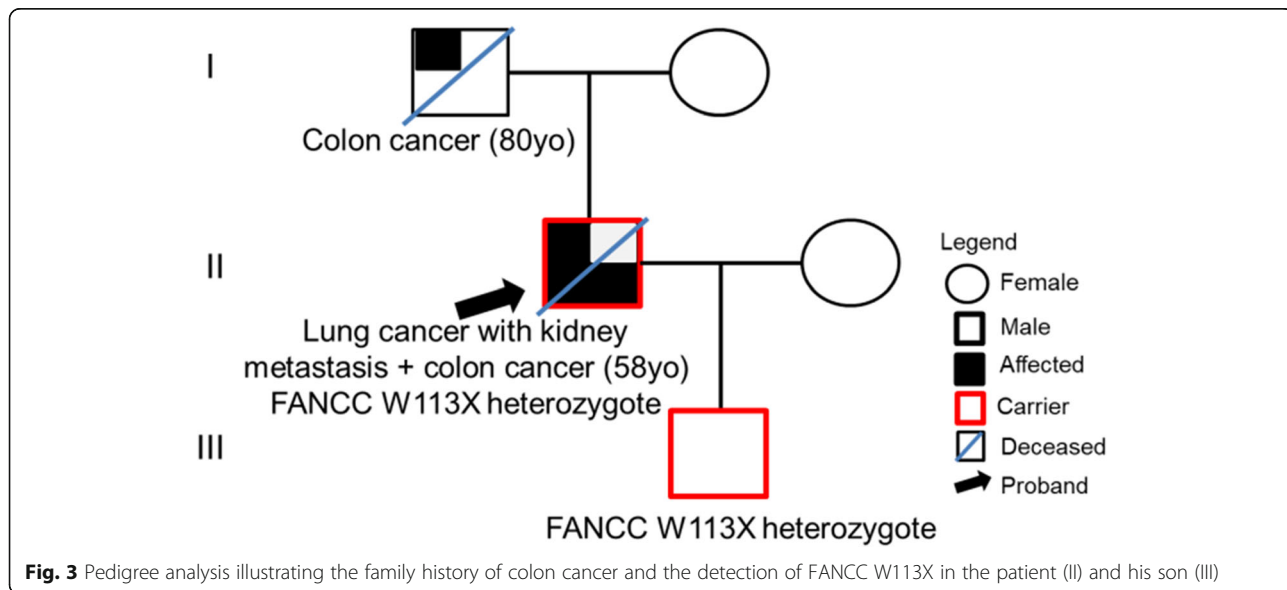 I
Colon cancer (80yo)
II
Lung cancer with kidney
metastasis + colon cancer (58yo)
FANCC W113X heterozygote
III
FANCC W113X heterozygote
Legend
Female
Male
Affected
Carrier
Deceased
Proband
Fig. 3 Pedigree analysis illustrating the family history of colon cancer and the detection of FANCC W113X in the patient (II) and his son (III)